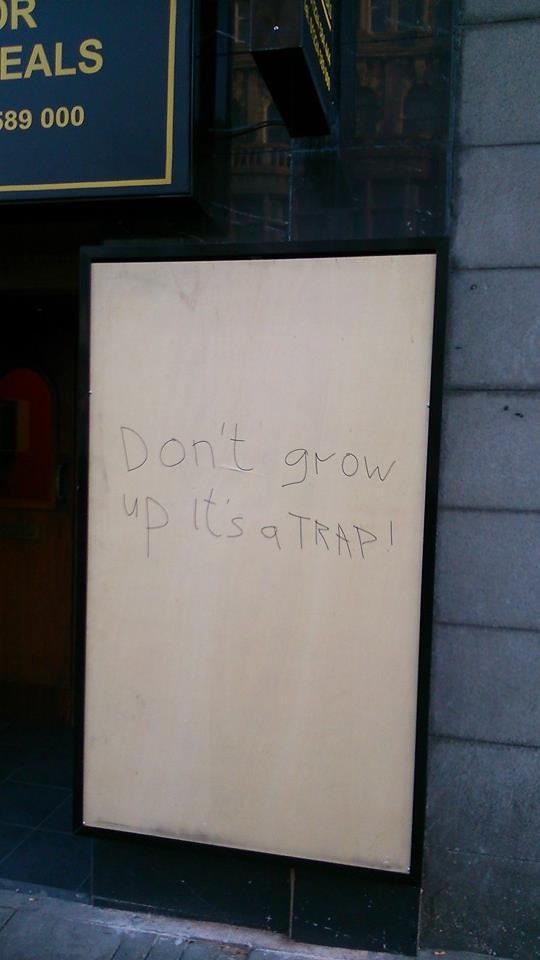 OR
EALS
589 000
Don't grow
up It's a TRAP!